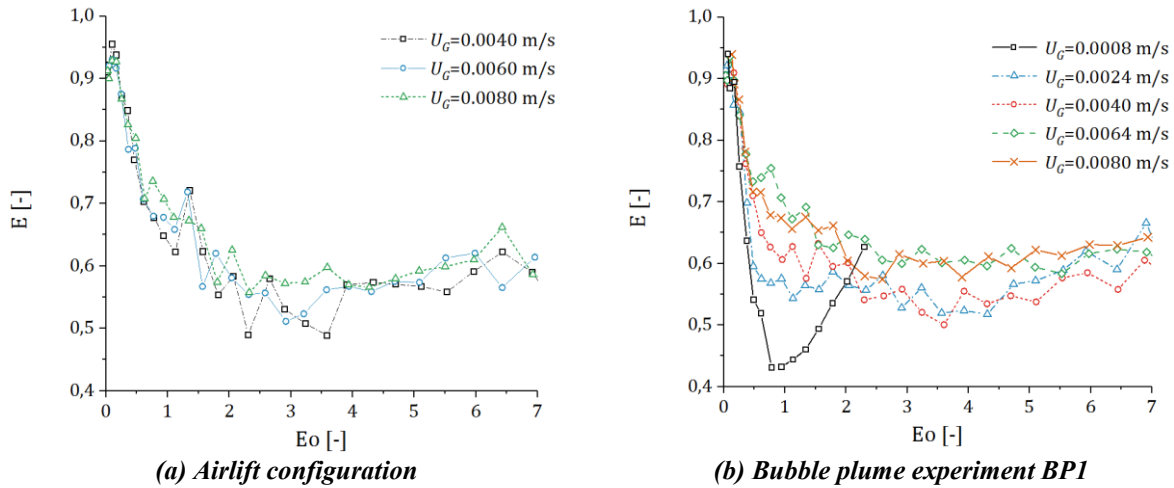 1,0
0,9
0,8
0,7
0,6
0,5
0,4
E [-]
0 1 2 3 4 5 6 7
Eo [-]
U_G=0.0040 m/s
U_G=0.0060 m/s
U_G=0.0080 m/s
(a) Airlift configuration
1,0
0,9
0,8
0,7
0,6
0,5
0,4
E [-]
0 1 2 3 4 5 6 7
Eo [-]
U_G=0.0008 m/s
U_G=0.0024 m/s
U_G=0.0040 m/s
U_G=0.0064 m/s
U_G=0.0080 m/s
(b) Bubble plume experiment BP1